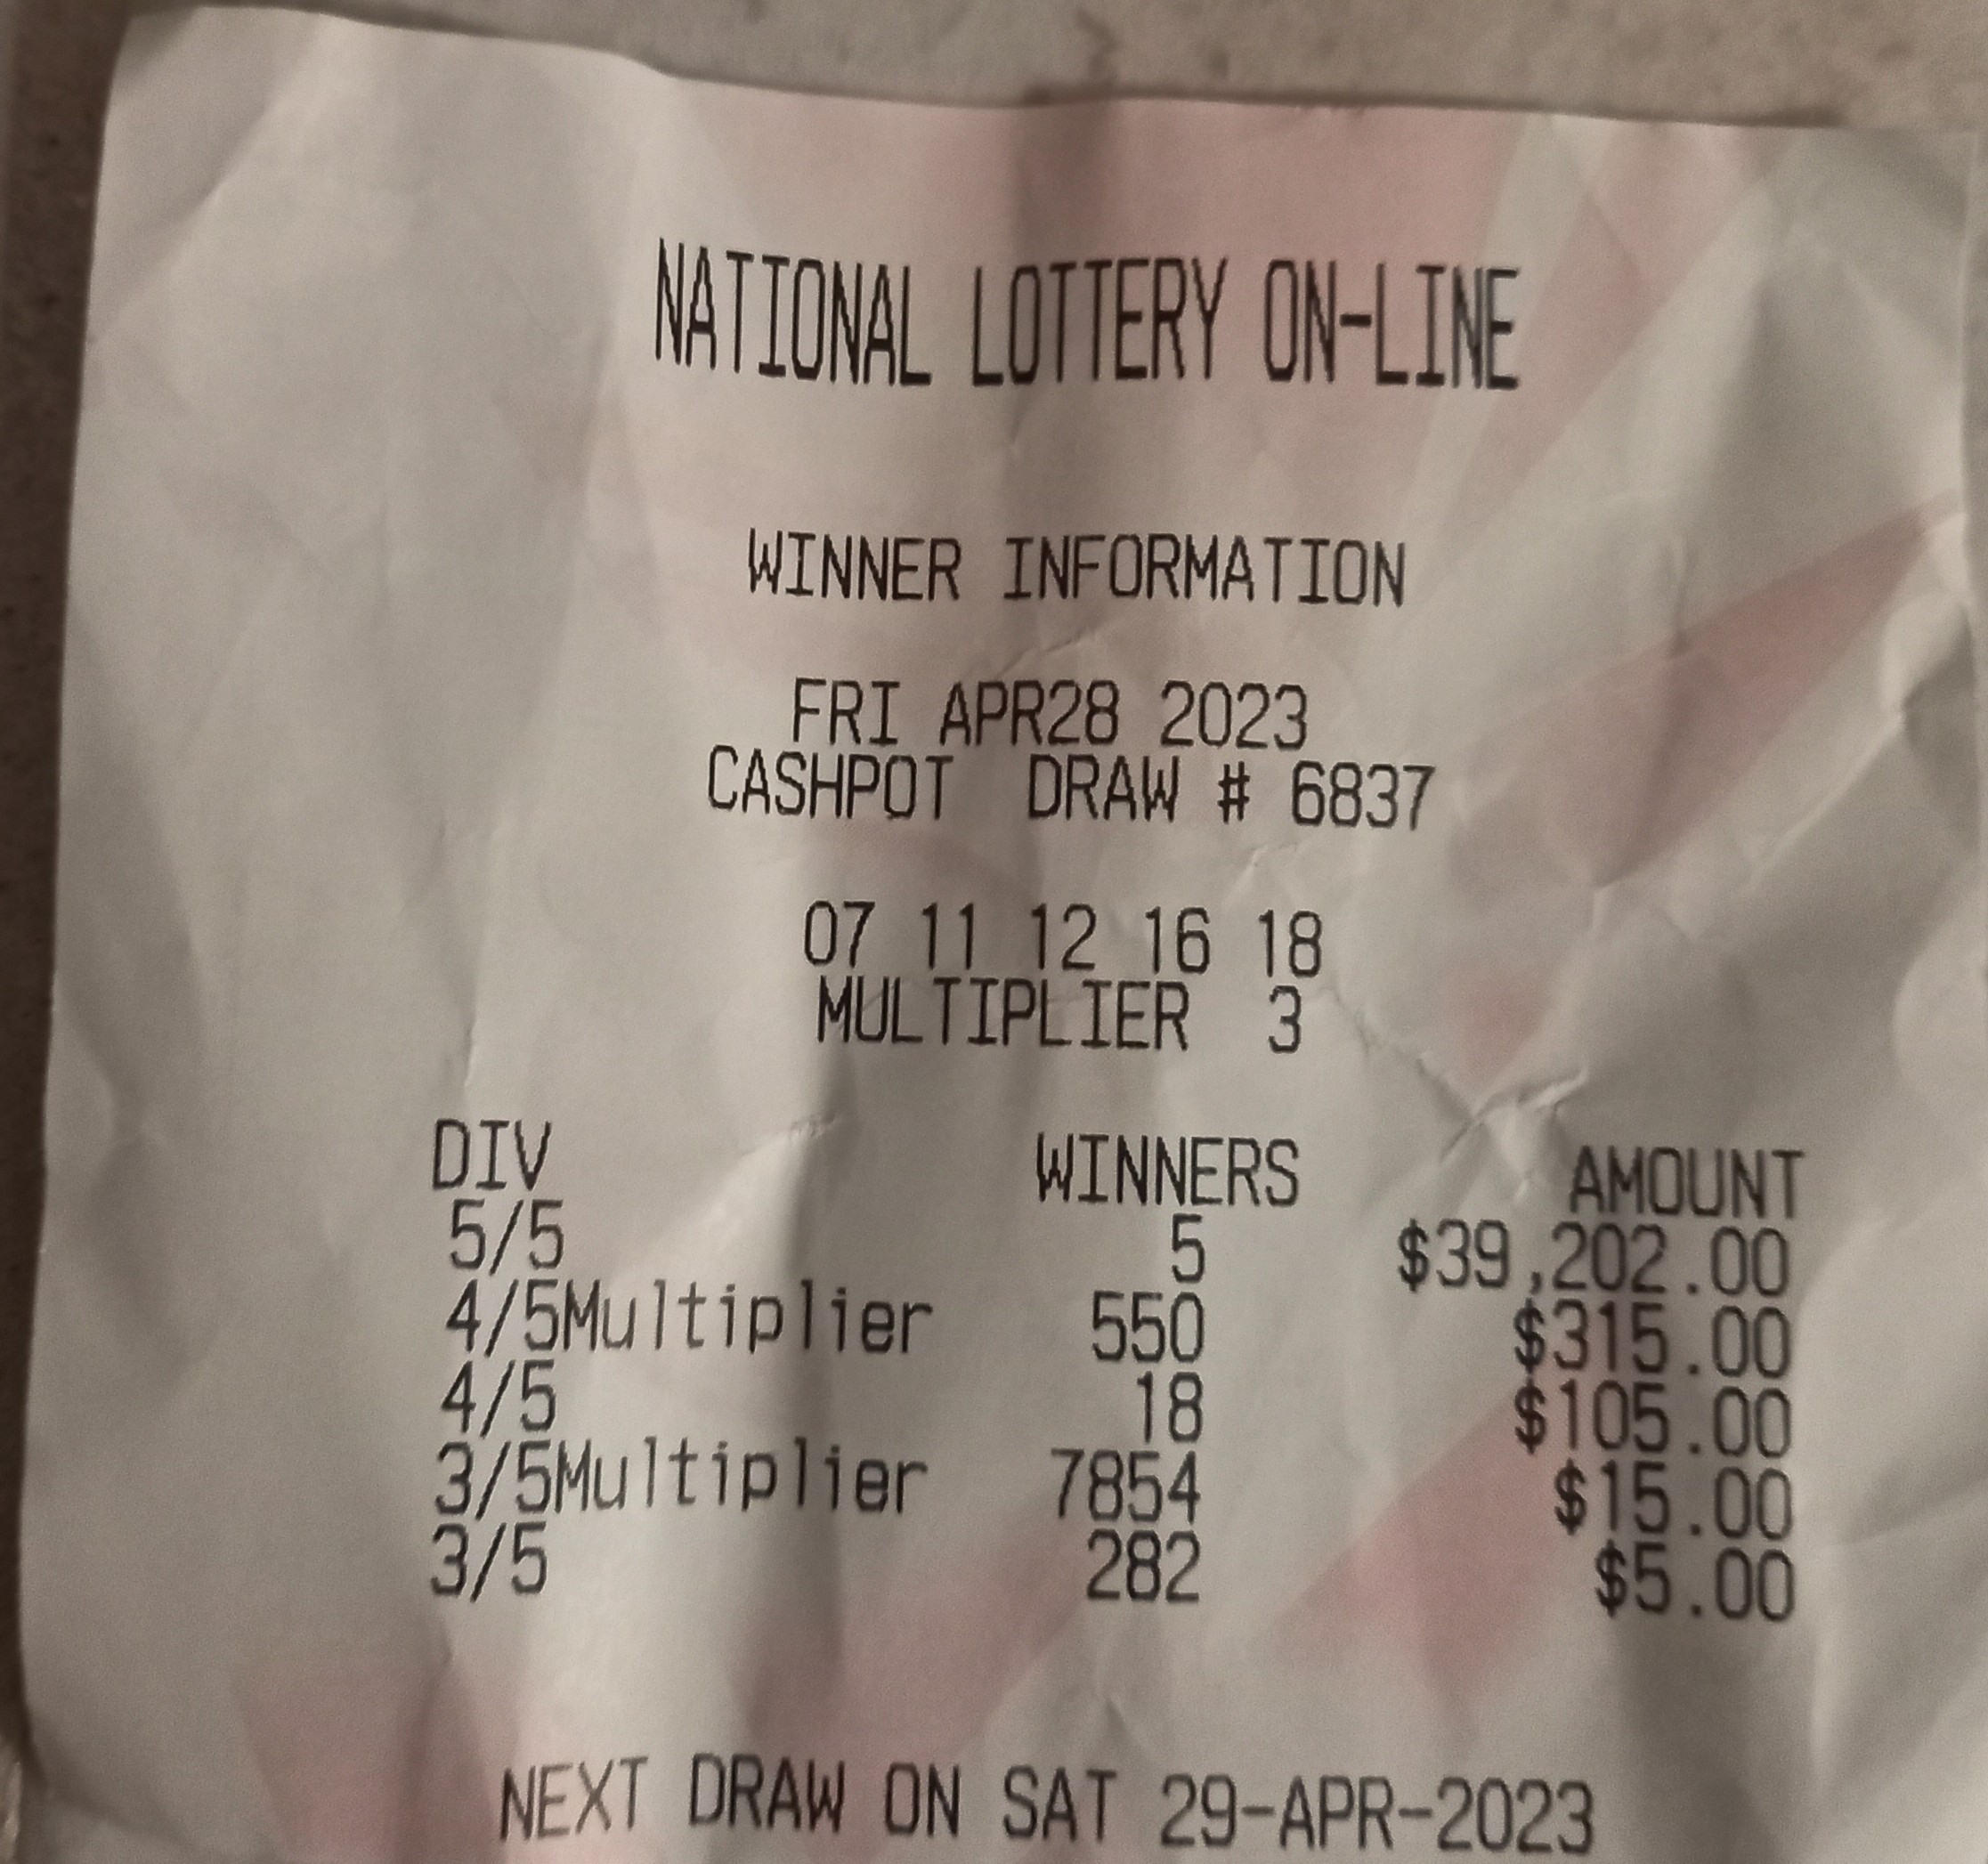 NATIONAL LOTTERY ON-LINE
WINNER INFORMATION
FRI APR28 2023
CASHPOT DRAW # 6837
07 11 12 16 18
MULTIPLIER 3
DIV WINNERS AMOUNT
5/5 5 $39,202.00
4/5Multiplier 550 $315.00
4/5 18 $105.00
3/5Multiplier 7854 $15.00
3/5 282 $5.00
NEXT DRAW ON SAT 29-APR-2023